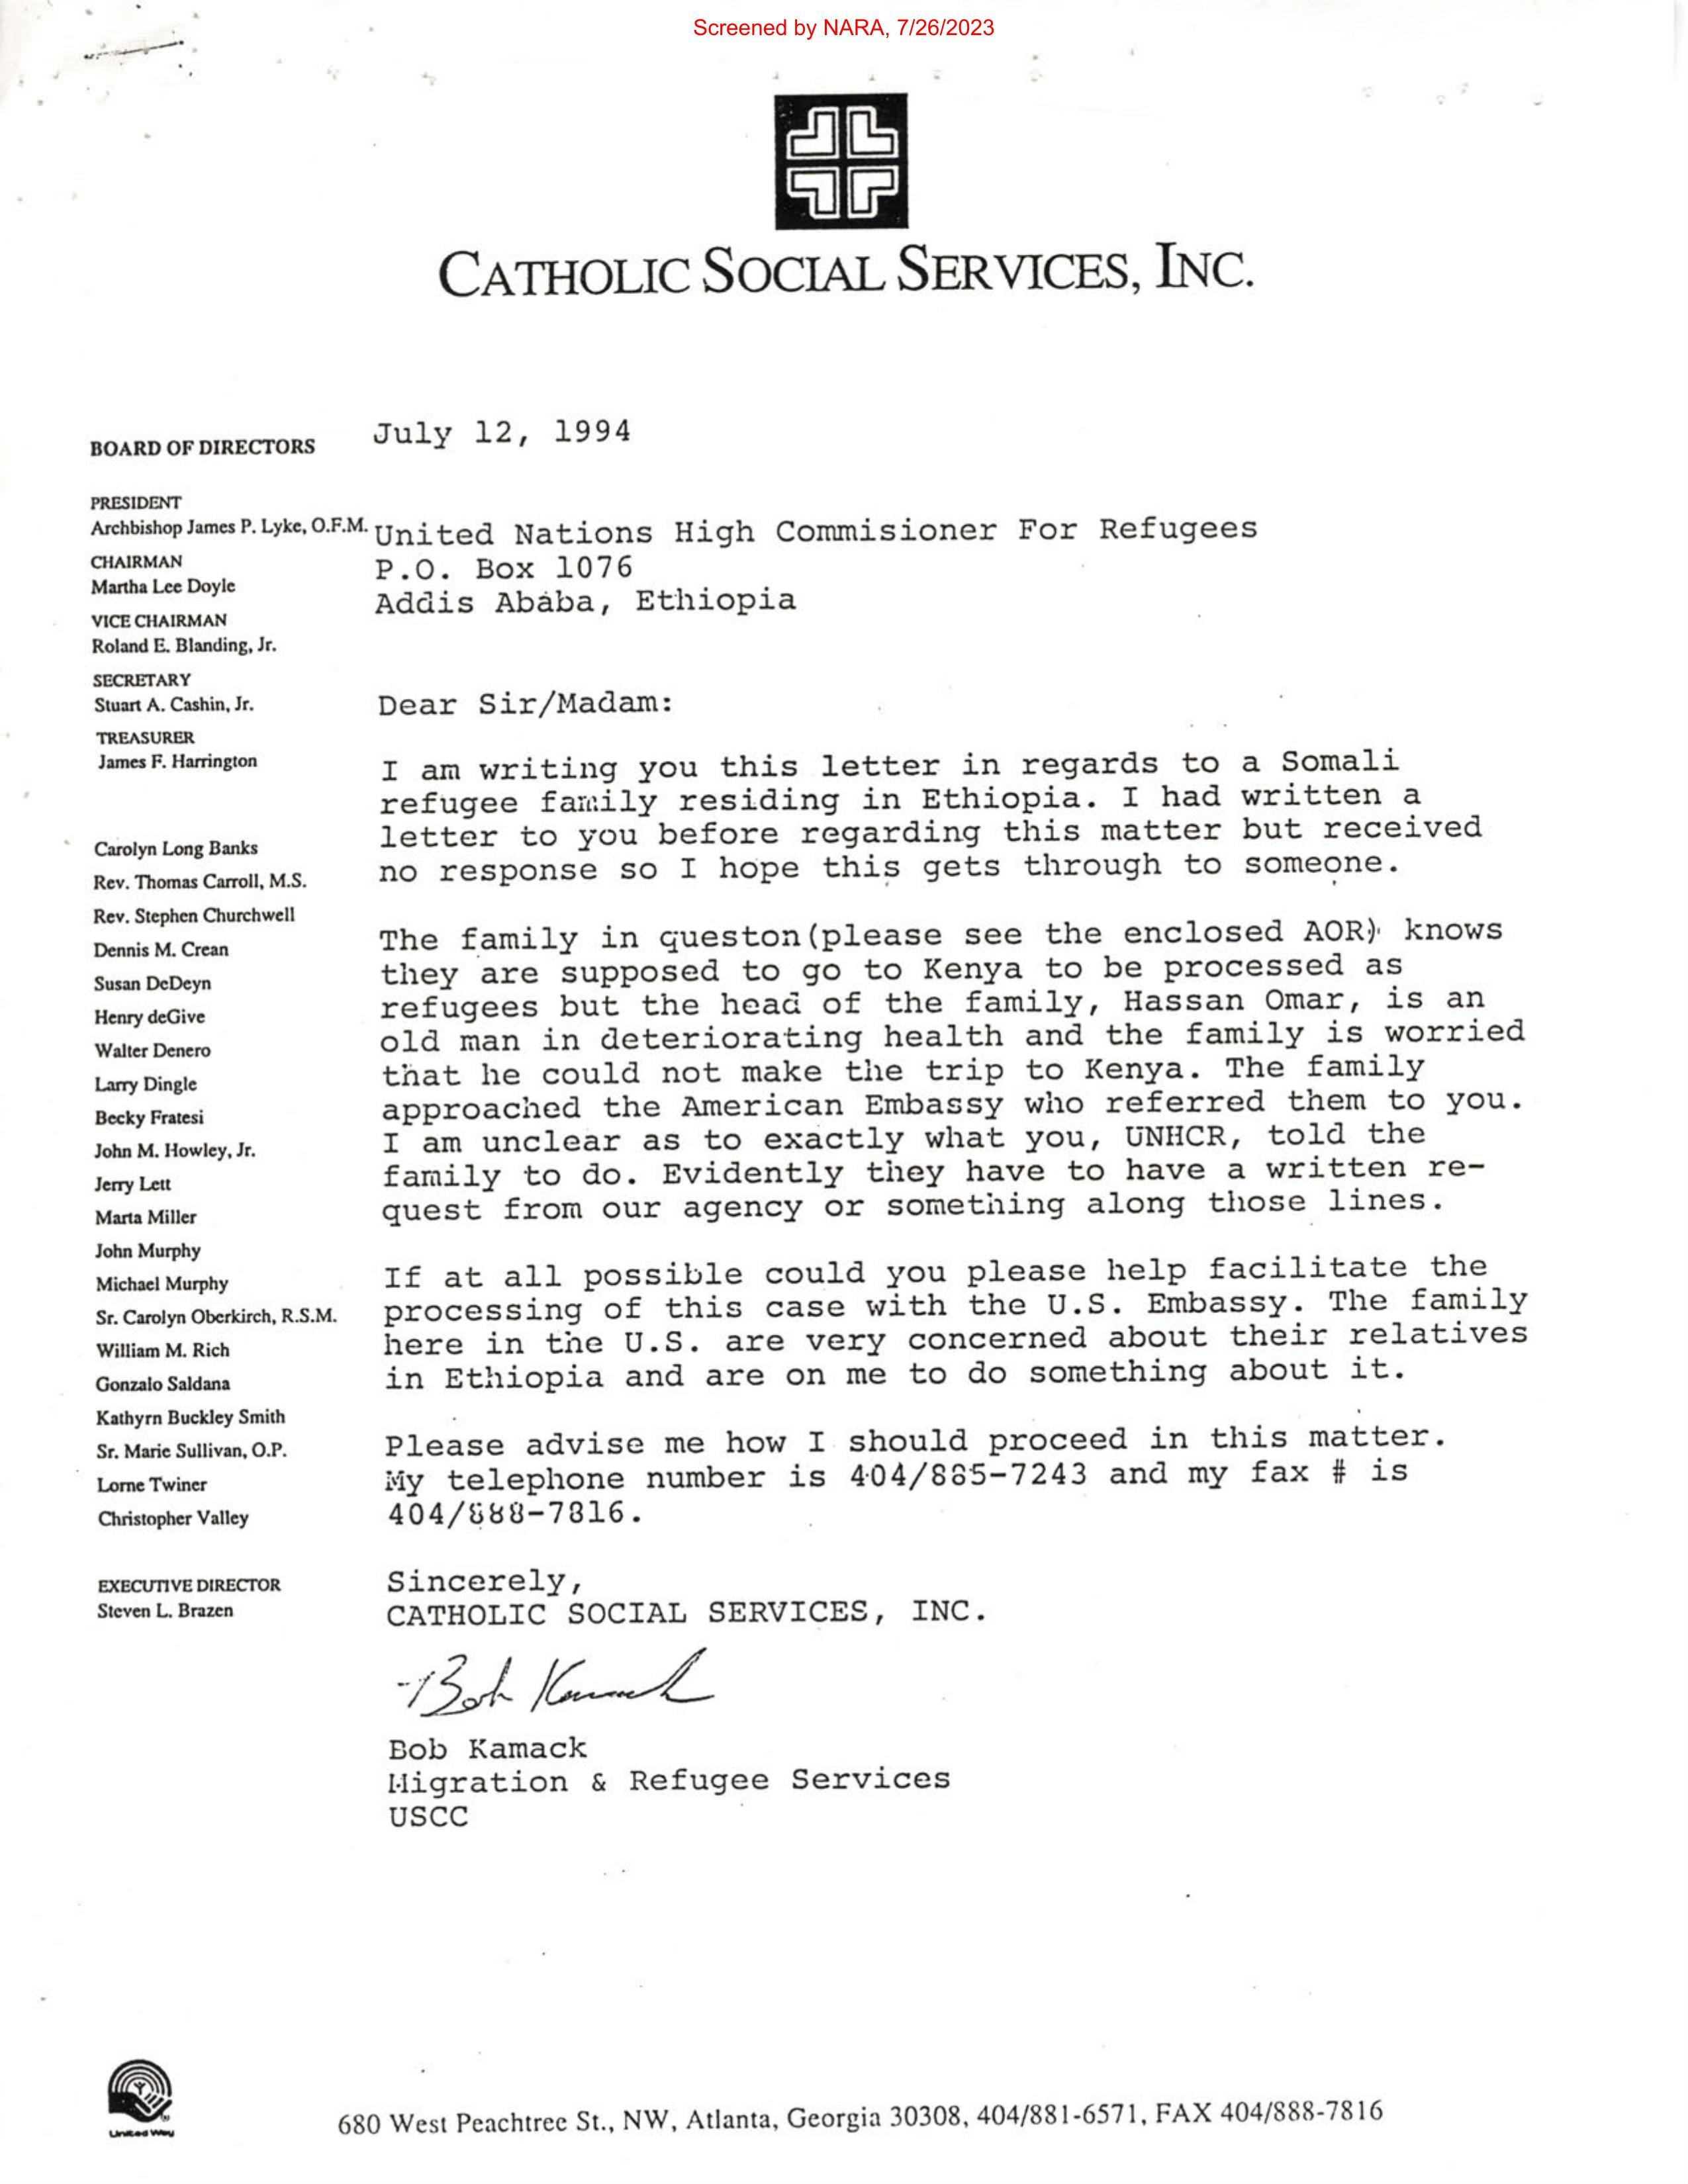 Screened by NARA, 7/26/2023
CATHOLIC SOCIAL SERVICES, INC.
BOARD OF DIRECTORS
PRESIDENT
Archbishop James P. Lyke, O.F.M.
CHAIRMAN
Martha Lee Doyle
VICE CHAIRMAN
Roland E. Blanding, Jr.
SECRETARY
Stuart A. Cashin, Jr.
TREASURER
James F. Harrington
Carolyn Long Banks
Rev. Thomas Carroll, M.S.
Rev. Stephen Churchwell
Dennis M. Crean
Susan DeDeyn
Henry deGive
Walter Denero
Larry Dingle
Becky Fratesi
John M. Howley, Jr.
Jerry Lett
Marta Miller
John Murphy
Michael Murphy
Sr. Carolyn Oberkirch, R.S.M.
William M. Rich
Gonzalo Saldana
Kathyrn Buckley Smith
Sr. Marie Sullivan, O.P.
Lorne Twiner
Christopher Valley
EXECUTIVE DIRECTOR
Steven L. Brazen
July 12, 1994
United Nations High Commisioner For Refugees
P.O. Box 1076
Addis Ababa, Ethiopia
Dear Sir/Madam:
I am writing you this letter in regards to a Somali
refugee family residing in Ethiopia. I had written a
letter to you before regarding this matter but received
no response so I hope this gets through to someone.
The family in queston(please see the enclosed AOR) knows
they are supposed to go to Kenya to be processed as
refugees but the head of the family, Hassan Omar, is an
old man in deteriorating health and the family is worried
that he could not make the trip to Kenya. The family
approached the American Embassy who referred them to you.
I am unclear as to exactly what you, UNHCR, told the
family to do. Evidently they have to have a written re-
quest from our agency or something along those lines.
If at all possible could you please help facilitate the
processing of this case with the U.S. Embassy. The family
here in the U.S. are very concerned about their relatives
in Ethiopia and are on me to do something about it.
Please advise me how I should proceed in this matter.
My telephone number is 404/885-7243 and my fax # is
404/888-7816.
Sincerely,
CATHOLIC SOCIAL SERVICES, INC.
Bob Kamack
Bob Kamack
Migration & Refugee Services
USCC
United Way
680 West Peachtree St., NW, Atlanta, Georgia 30308, 404/881-6571, FAX 404/888-7816